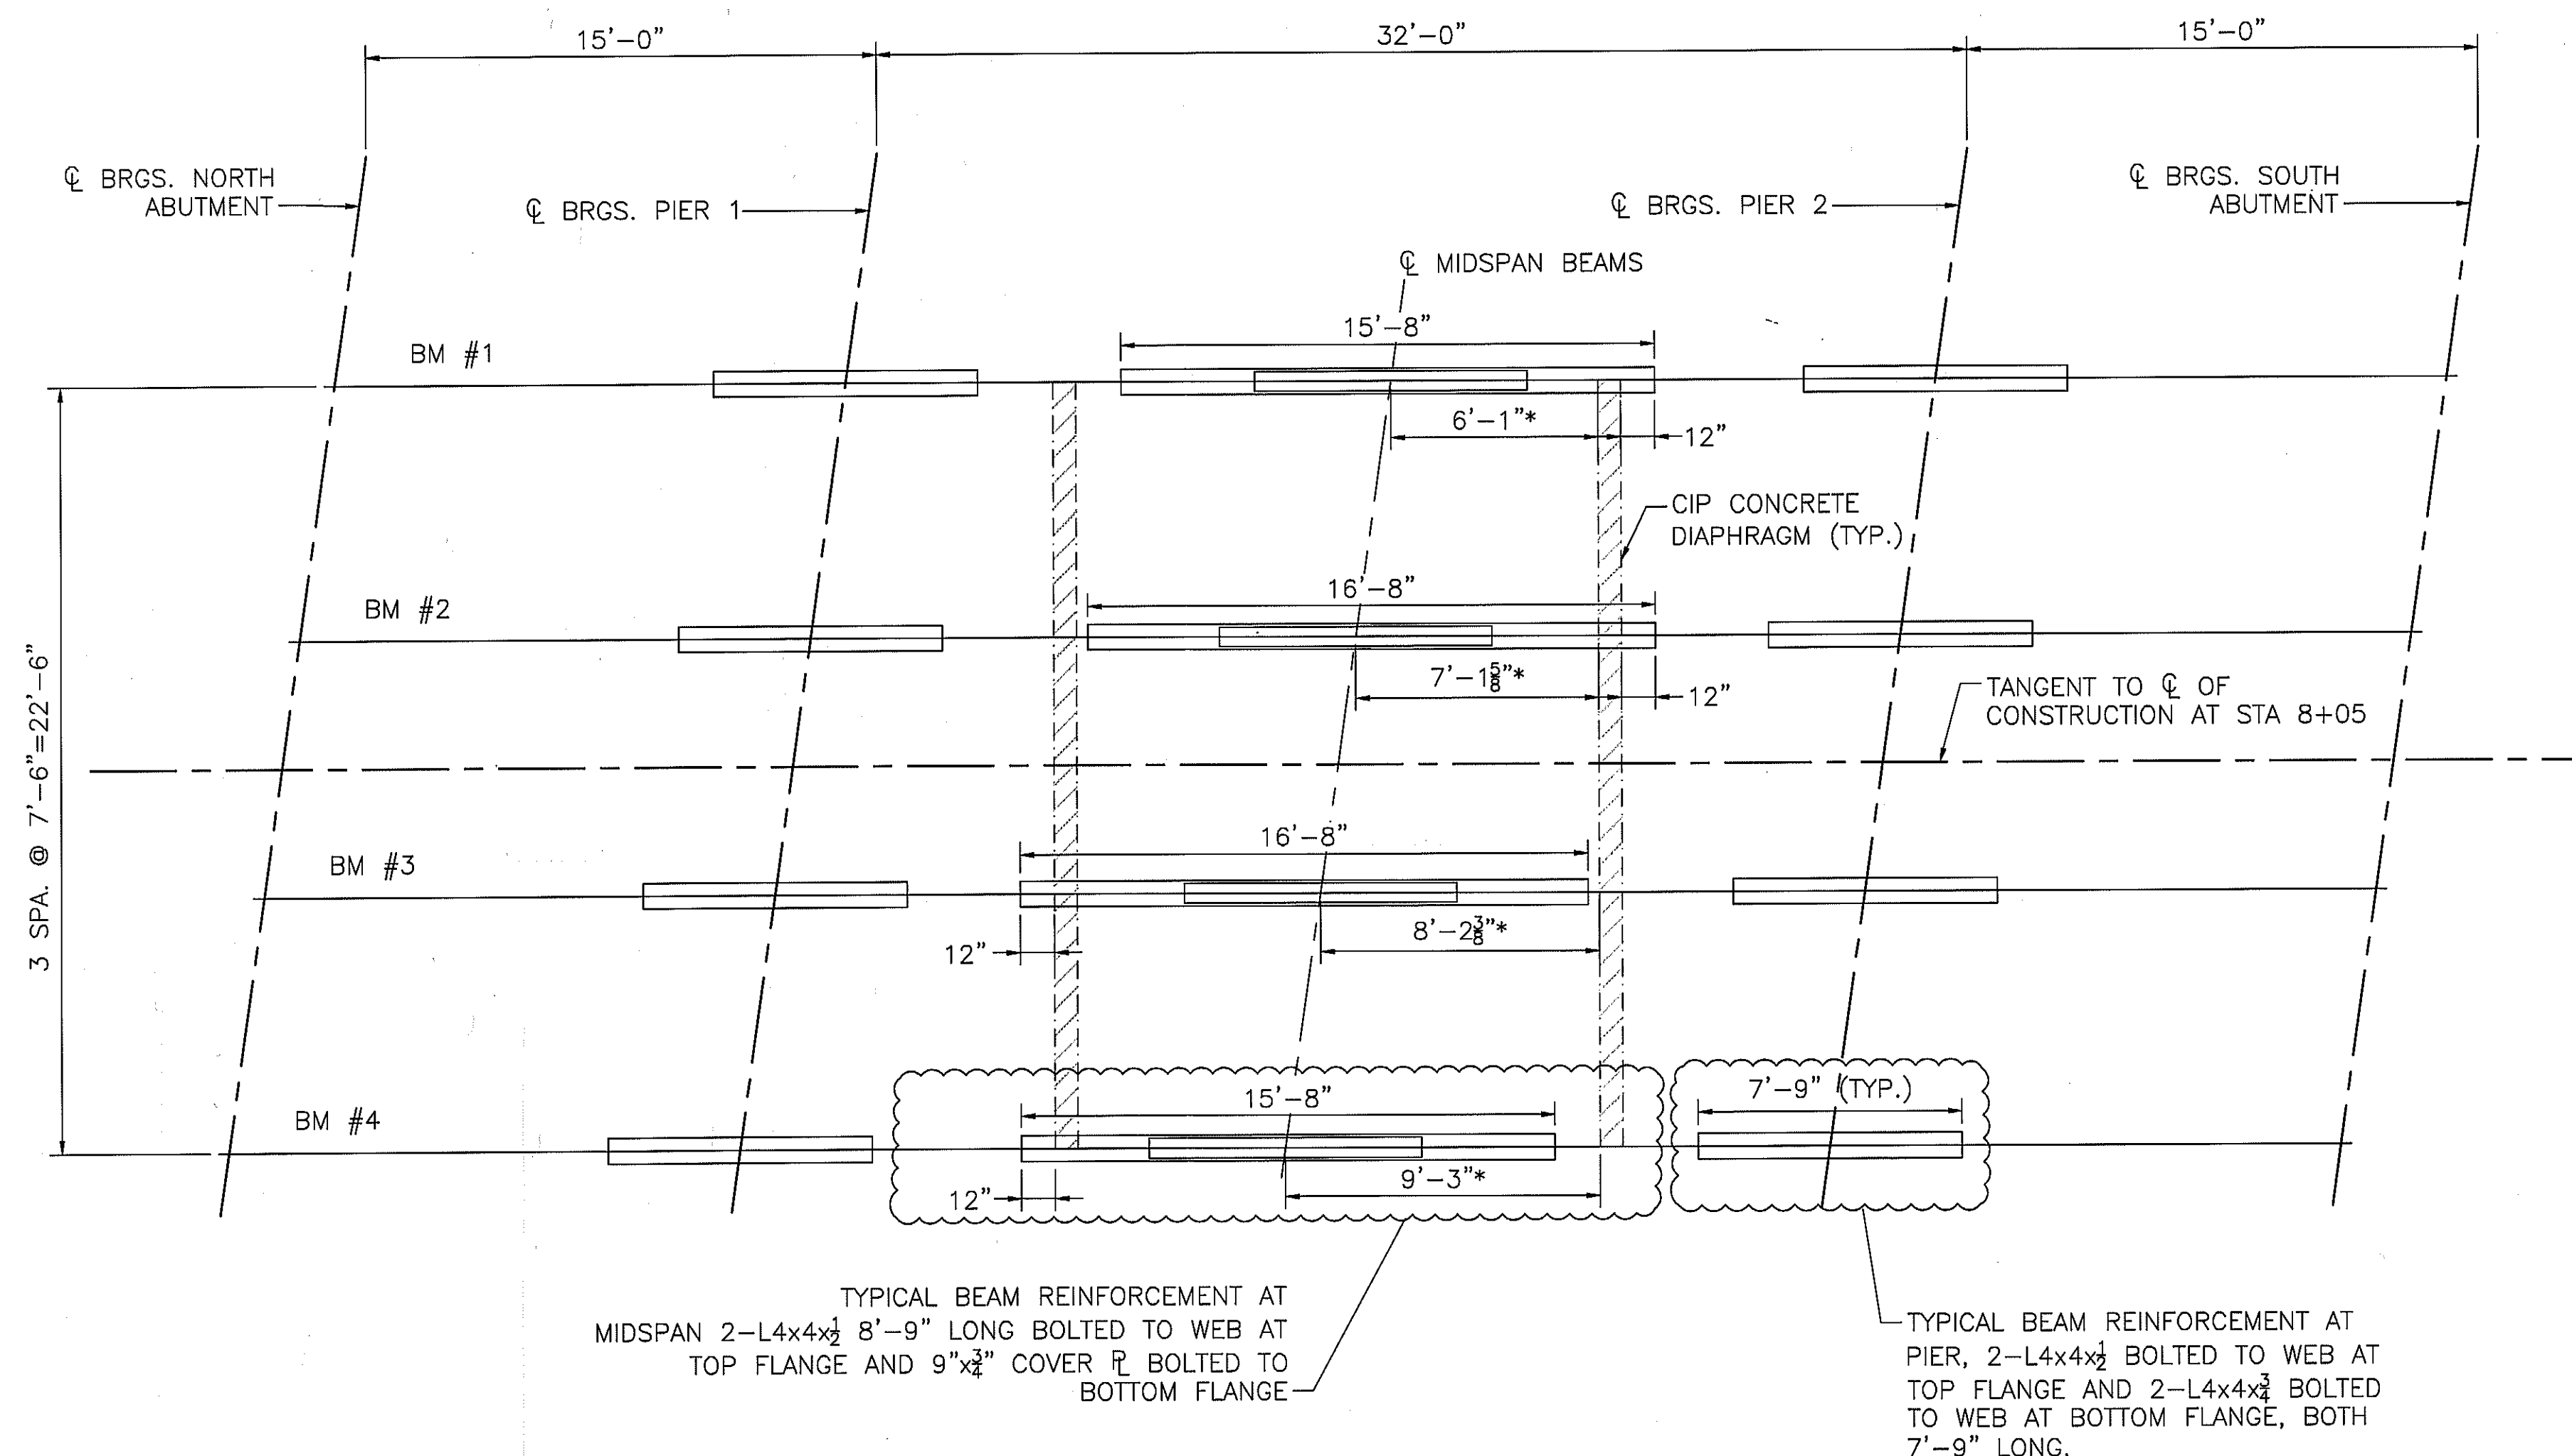 15'-0"
32'-0"
15'-0"
℄ BRGS. NORTH
ABUTMENT
℄ BRGS. PIER 1
℄ BRGS. PIER 2
℄ BRGS. SOUTH
ABUTMENT
℄ MIDSPAN BEAMS
15'-8"
BM #1
6'-1"*
12"
CIP CONCRETE
DIAPHRAGM (TYP.)
16'-8"
BM #2
7'-1⅝"*
12"
TANGENT TO ℄ OF
CONSTRUCTION AT STA 8+05
3 SPA. @ 7'-6"=22'-6"
16'-8"
BM #3
8'-2⅜"*
12"
7'-9" (TYP.)
15'-8"
BM #4
9'-3"*
12"
TYPICAL BEAM REINFORCEMENT AT
MIDSPAN 2-L4x4x½ 8'-9" LONG BOLTED TO WEB AT
TOP FLANGE AND 9"x¾" COVER ⅊ BOLTED TO
BOTTOM FLANGE
TYPICAL BEAM REINFORCEMENT AT
PIER, 2-L4x4x½ BOLTED TO WEB AT
TOP FLANGE AND 2-L4x4x¾ BOLTED
TO WEB AT BOTTOM FLANGE, BOTH
7'-9" LONG.